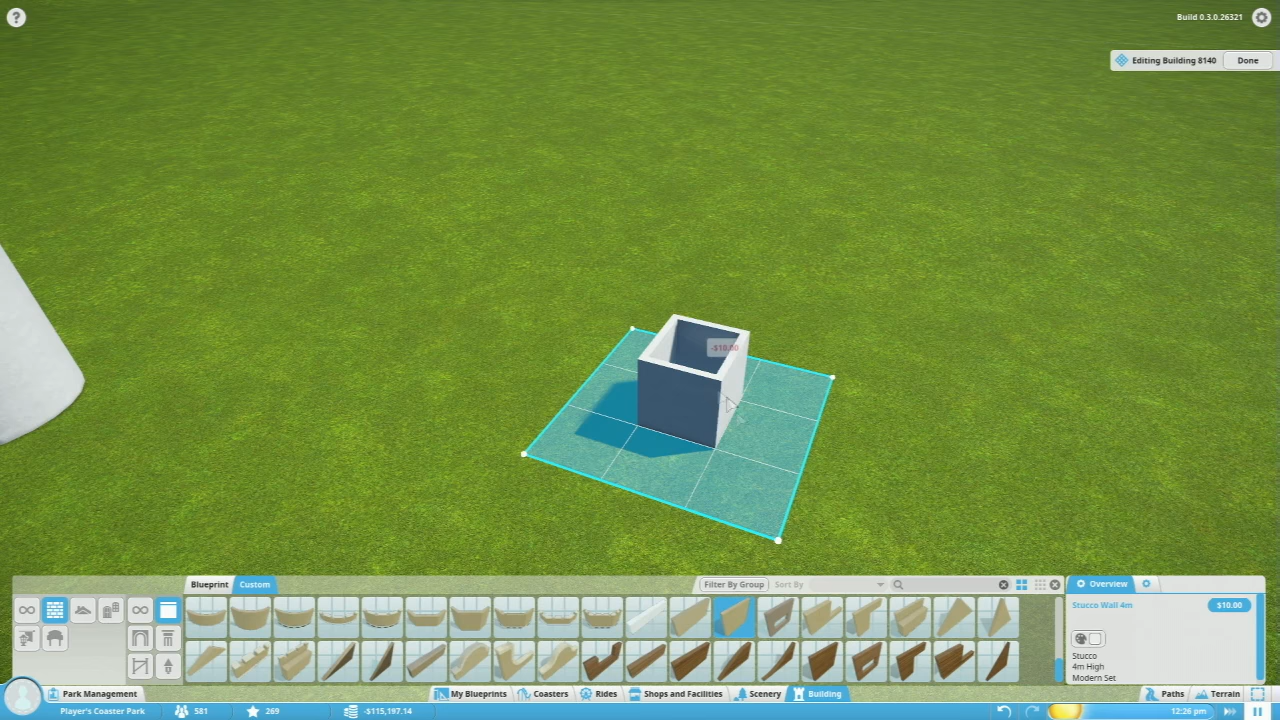 ?
Build 0.3.0.26321
Editing Building 8140 Done
-$10.00
Blueprint Custom Filter By Group Sort By Overview
Stucco Wall 4m $10.00
Stucco
4m High
Modern Set
Park Management My Blueprints Coasters Rides Shops and Facilities Scenery Building Paths Terrain
Player's Coaster Park 581 269 -$115,197.14 12:26 pm